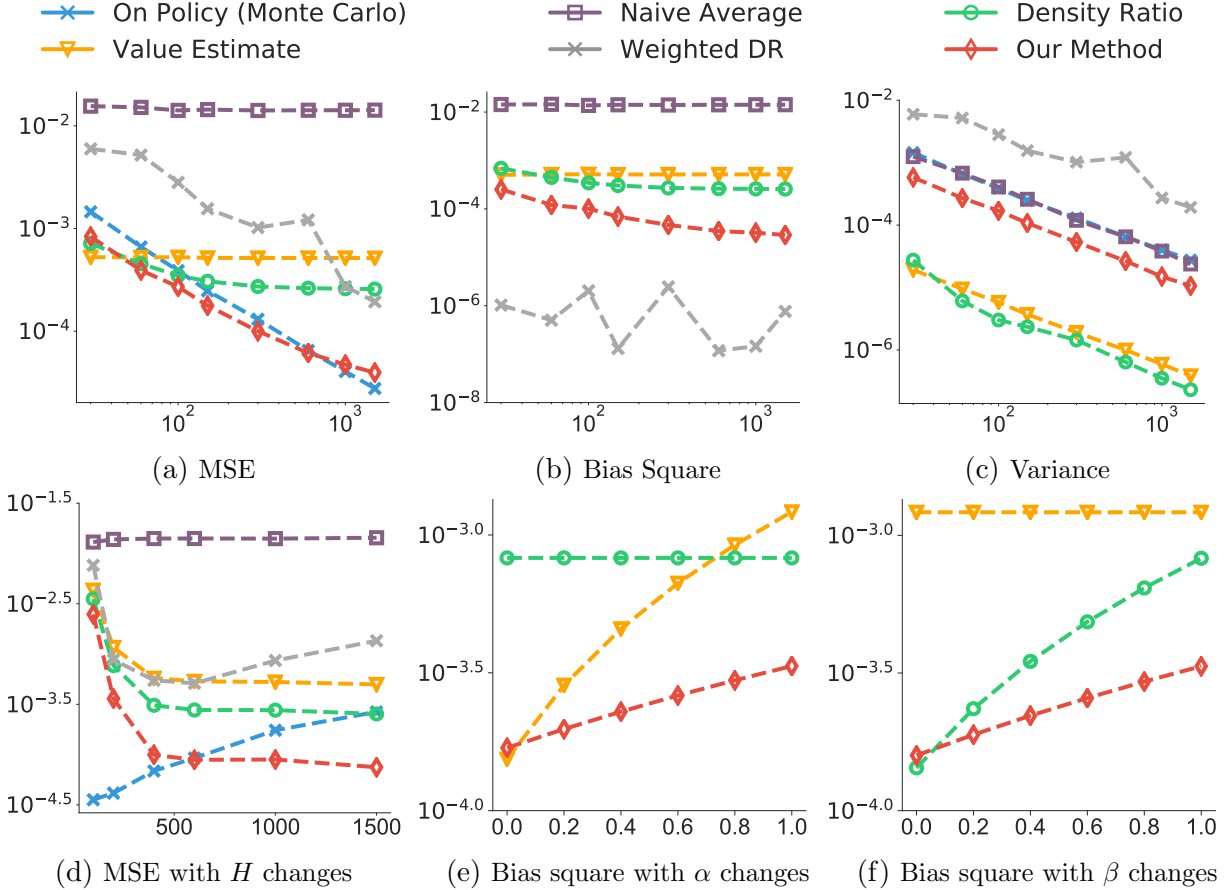 On Policy (Monte Carlo)
Naive Average
Density Ratio
Value Estimate
Weighted DR
Our Method
10^{-2}
10^{-3}
10^{-4}
10^2
10^3
(a) MSE
10^{-2}
10^{-4}
10^{-6}
10^{-8}
10^2
10^3
(b) Bias Square
10^{-2}
10^{-4}
10^{-6}
10^2
10^3
(c) Variance
10^{-1.5}
10^{-2.5}
10^{-3.5}
10^{-4.5}
500 1000 1500
(d) MSE with H changes
10^{-3.0}
10^{-3.5}
10^{-4.0}
0.0 0.2 0.4 0.6 0.8 1.0
(e) Bias square with α changes
10^{-3.0}
10^{-3.5}
10^{-4.0}
0.0 0.2 0.4 0.6 0.8 1.0
(f) Bias square with β changes